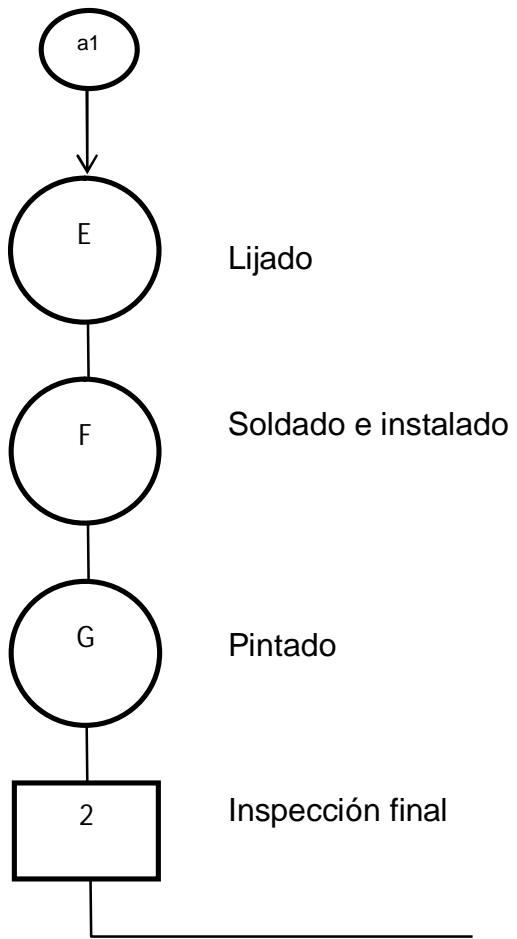 a1
E
Lijado
F
Soldado e instalado
G
Pintado
2
Inspección final